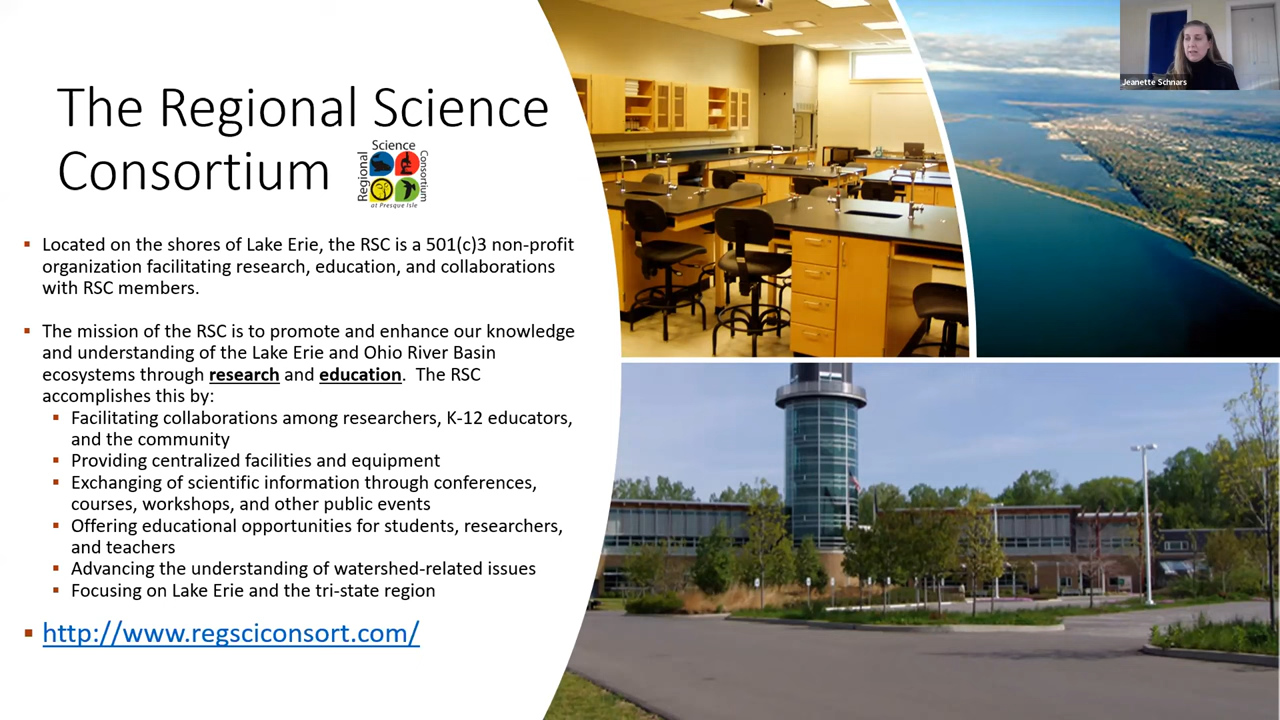 The Regional Science
Consortium
Science
Regional
Consortium
at Presque Isle
Located on the shores of Lake Erie, the RSC is a 501(c)3 non-profit
organization facilitating research, education, and collaborations
with RSC members.
The mission of the RSC is to promote and enhance our knowledge
and understanding of the Lake Erie and Ohio River Basin
ecosystems through research and education. The RSC
accomplishes this by:
Facilitating collaborations among researchers, K-12 educators,
and the community
Providing centralized facilities and equipment
Exchanging of scientific information through conferences,
courses, workshops, and other public events
Offering educational opportunities for students, researchers,
and teachers
Advancing the understanding of watershed-related issues
Focusing on Lake Erie and the tri-state region
http://www.regsciconsort.com/
Jeanette Schnars